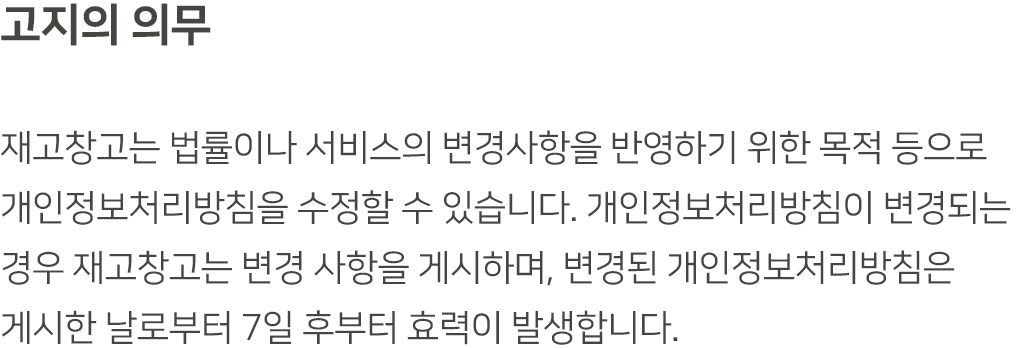 고지의 의무
재고창고는 법률이나 서비스의 변경사항을 반영하기 위한 목적 등으로
개인정보처리방침을 수정할 수 있습니다. 개인정보처리방침이 변경되는
경우 재고창고는 변경 사항을 게시하며, 변경된 개인정보처리방침은
게시한 날로부터 7일 후부터 효력이 발생합니다.